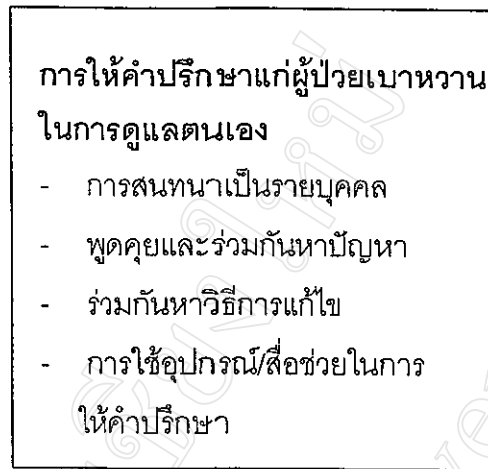 การให้คำปรึกษาแก่ผู้ป่วยเบาหวาน
ในการดูแลตนเอง
- การสนทนาเป็นรายบุคคล
- พูดคุยและร่วมกันหาปัญหา
- ร่วมกันหาวิธีการแก้ไข
- การใช้อุปกรณ์/สื่อช่วยในการ
ให้คำปรึกษา